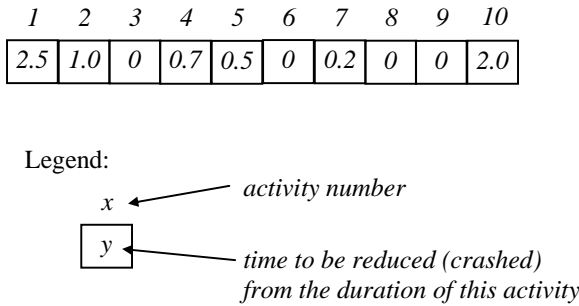 1 2 3 4 5 6 7 8 9 10
2.5 1.0 0 0.7 0.5 0 0.2 0 0 2.0
Legend:
activity number
x
y
time to be reduced (crashed)
from the duration of this activity